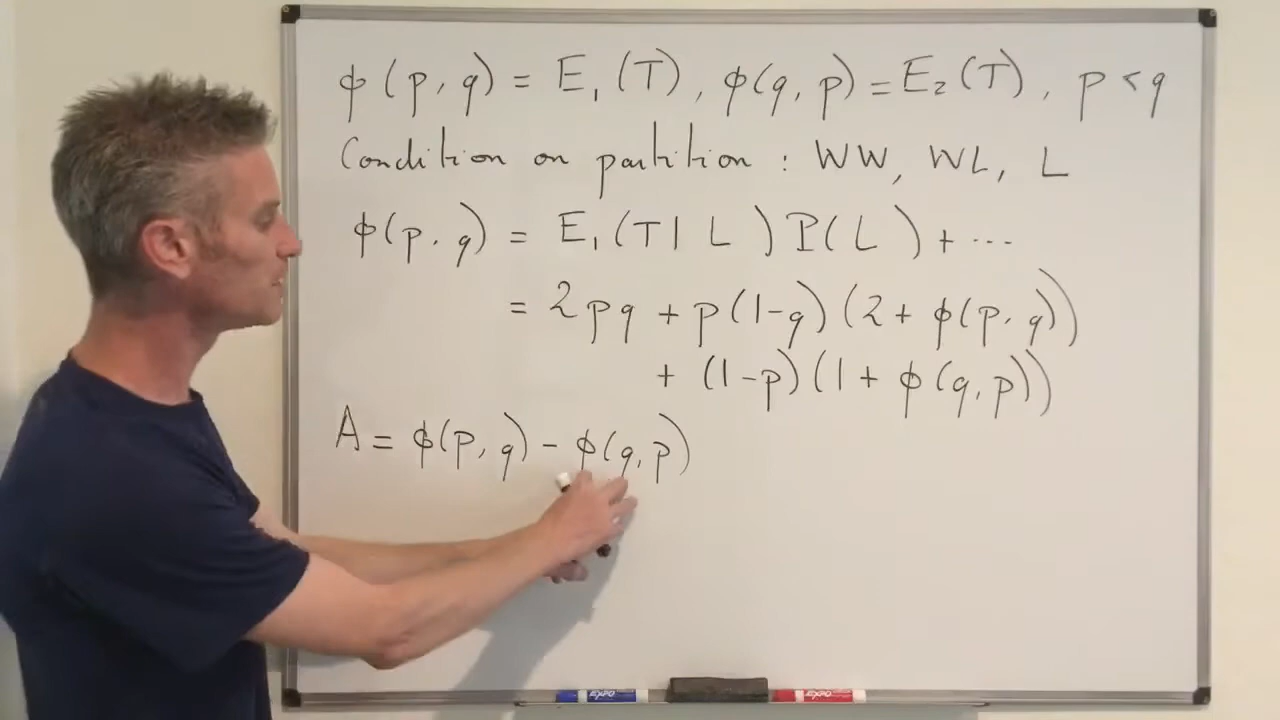 ϕ(p, q) = E₁(T), ϕ(q, p) = E₂(T), p < q
Condition on partition : WW, WL, L
ϕ(p, q) = E₁(T| L )P(L ) + ...
= 2pq + p(1-q)(2 + ϕ(p, q))
+ (1-p)(1 + ϕ(q, p))
A = ϕ(p, q) - ϕ(q, p)
EXPO EXPO